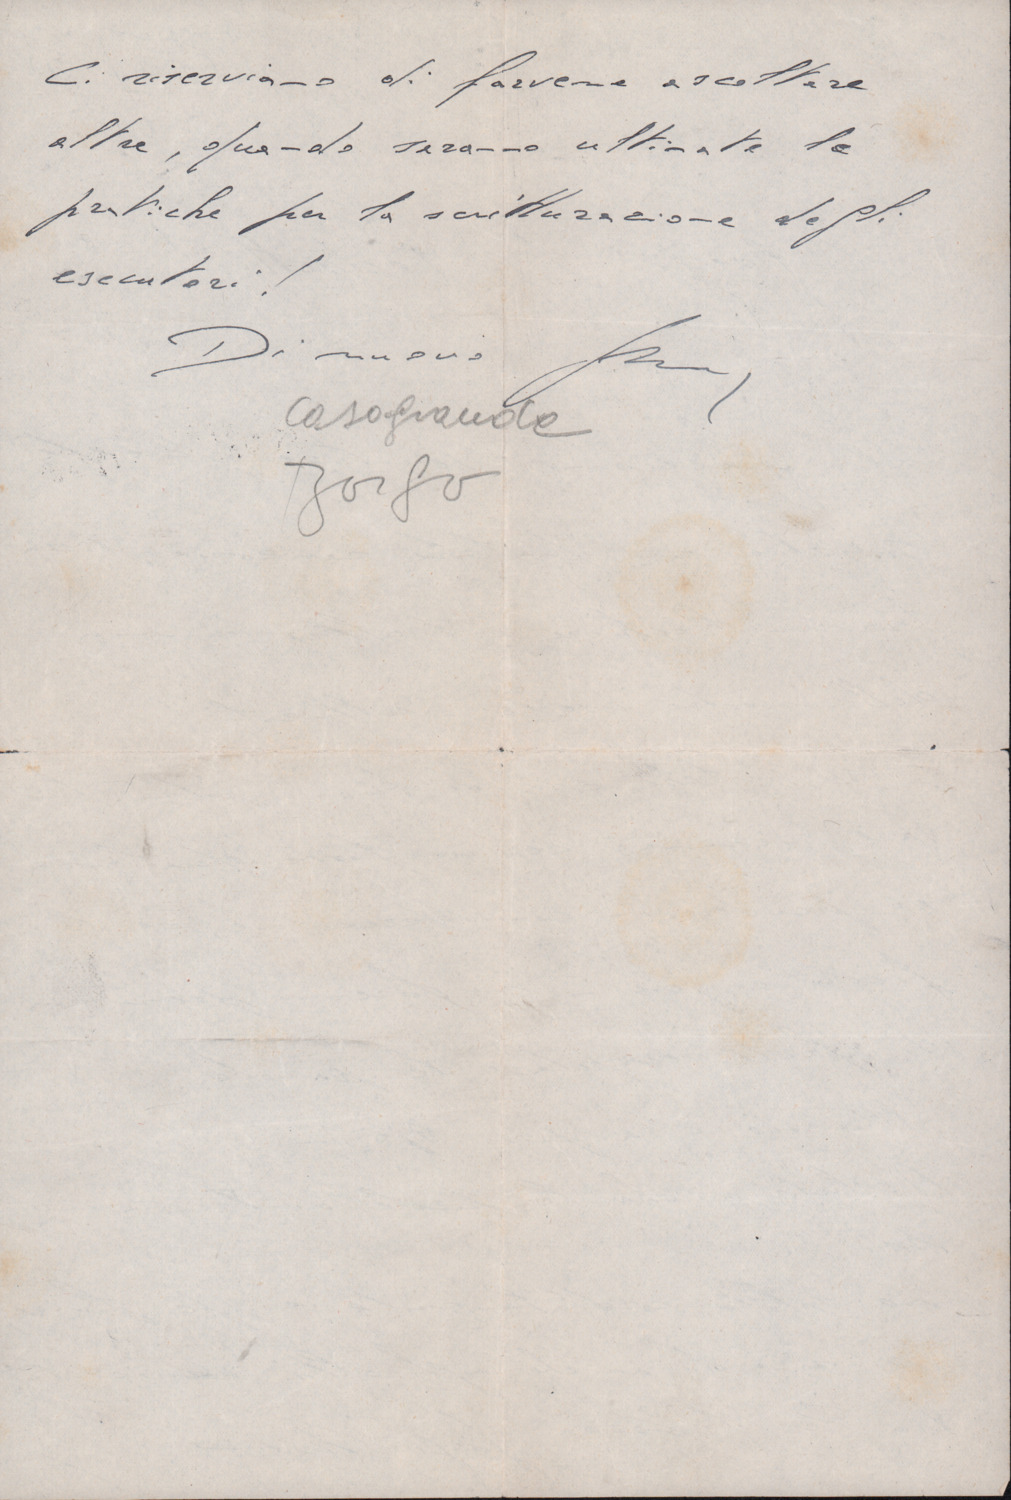 Ci riserviamo di farvene ascoltare
altre, quando saranno ultimate le
pratiche per la scritturazione degli
esecutori!
Di nuovo
Casagrande
Borgo